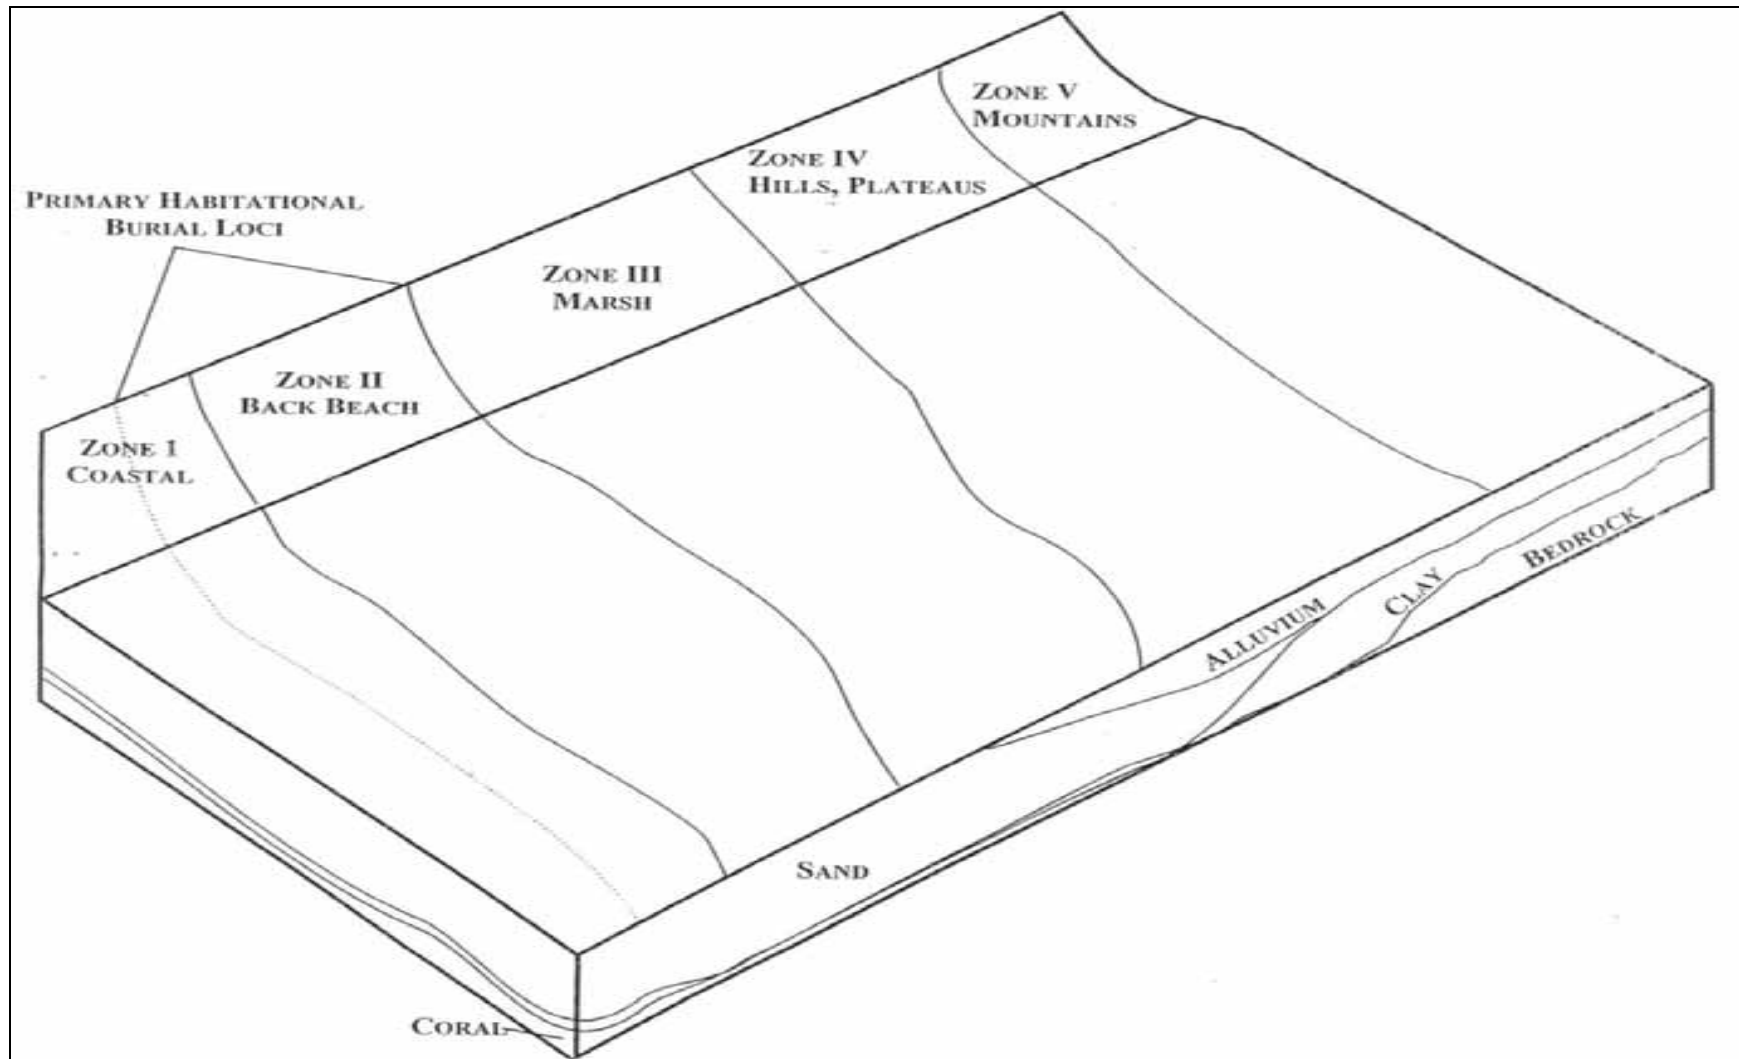 ZONE V
MOUNTAINS
ZONE IV
HILLS, PLATEAUS
PRIMARY HABITATIONAL
BURIAL LOCI
ZONE III
MARSH
ZONE II
BACK BEACH
ZONE I
COASTAL
BEDROCK
CLAY
ALLUVIUM
SAND
CORAL